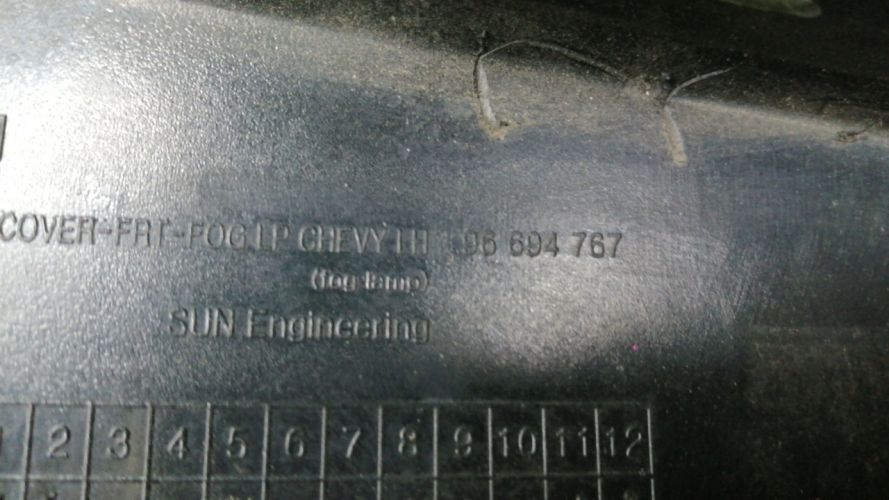 COVER-FRT-FOG LP CHEVY LH 96 694 767
(fog lamp)
SUN Engineering
1 2 3 4 5 6 7 8 9 10 11 12